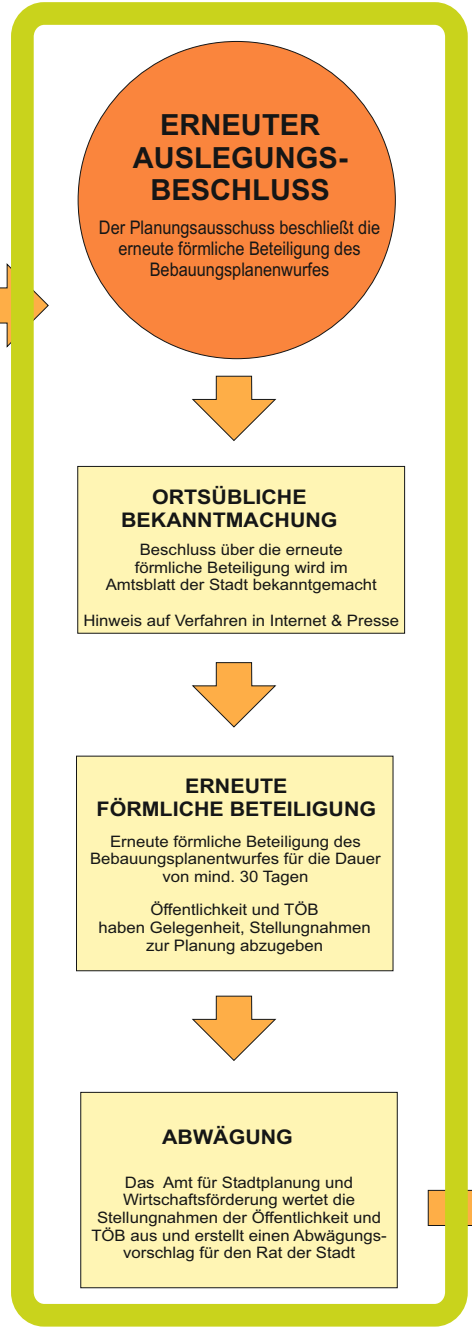 ERNEUTER
AUSLEGUNGS-
BESCHLUSS
Der Planungsausschuss beschließt die
erneute förmliche Beteiligung des
Bebauungsplanenwurfes
ORTSÜBLICHE
BEKANNTMACHUNG
Beschluss über die erneute
förmliche Beteiligung wird im
Amtsblatt der Stadt bekanntgemacht
Hinweis auf Verfahren in Internet & Presse
ERNEUTE
FÖRMLICHE BETEILIGUNG
Erneute förmliche Beteiligung des
Bebauungsplanentwurfes für die Dauer
von mind. 30 Tagen
Öffentlichkeit und TÖB
haben Gelegenheit, Stellungnahmen
zur Planung abzugeben
ABWÄGUNG
Das Amt für Stadtplanung und
Wirtschaftsförderung wertet die
Stellungnahmen der Öffentlichkeit und
TÖB aus und erstellt einen Abwägungs-
vorschlag für den Rat der Stadt